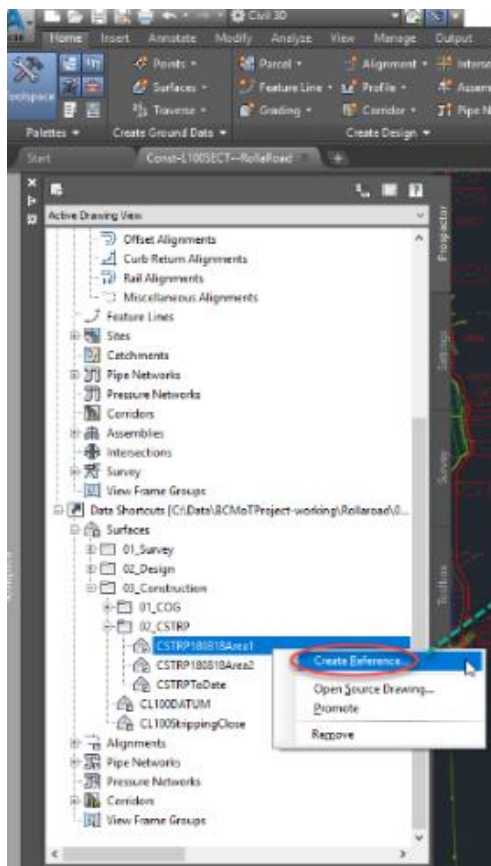 Civil 3D
Home Insert Annotate Modify Analyze View Manage Output
Toolspace
Points Parcel Alignment
Surfaces Feature Line Profile
Traverse Grading Corridor Pipe N
Palettes Create Ground Data Create Design
Start Const-L100SECT--RollaRoad
Active Drawing View
Prospector
Settings
Survey
Toolbox
Offset Alignments
Curb Return Alignments
Rail Alignments
Miscellaneous Alignments
Feature Lines
Sites
Catchments
Pipe Networks
Pressure Networks
Corridors
Assemblies
Intersections
Survey
View Frame Groups
Data Shortcuts [C:\Data\BCMoTProject-working\Rollaroad\0...
Surfaces
01_Survey
02_Design
03_Construction
01_COG
02_CSTRP
CSTRP180818Area1
CSTRP180818Area2
CSTRPToDate
CL100DATUM
CL100StrippingClose
Create Reference...
Open Source Drawing...
Promote
Remove
Alignments
Pipe Networks
Pressure Networks
Corridors
View Frame Groups